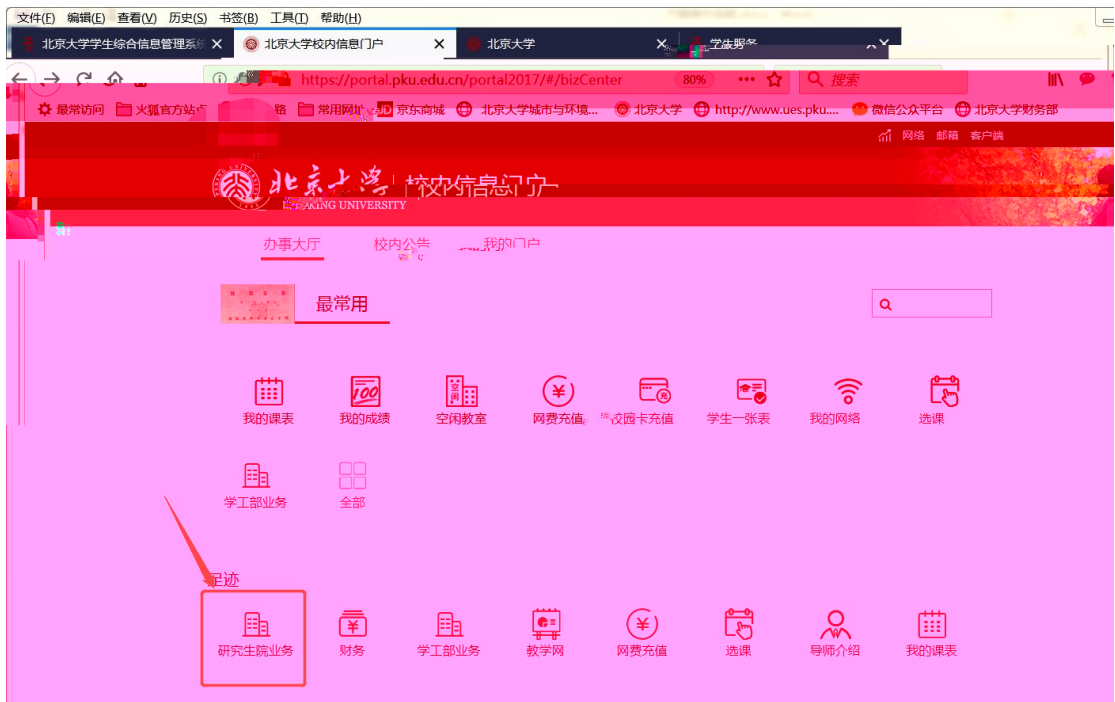 文件(F) 编辑(E) 查看(V) 历史(S) 书签(B) 工具(T) 帮助(H)
北京大学学生综合信息管理系统 北京大学校内信息门户 北京大学
https://portal.pku.edu.cn/portal2017/#/bizCenter 80% 搜索
最常访问 火狐官方站点 常用网址 JD 京东商城 北京大学城市与环境... 北京大学 http://www.ues.pku.... 微信公众平台 北京大学财务部
网络 邮箱 客户端
北京大学 校内信息门户
PEKING UNIVERSITY
办事大厅 校内公告 我的门户
最常用
我的课表 我的成绩 空闲教室 网费充值 校园卡充值 学生一张表 我的网络 选课
学工部业务 全部
足迹
研究生院业务 财务 学工部业务 教学网 网费充值 选课 导师介绍 我的课表